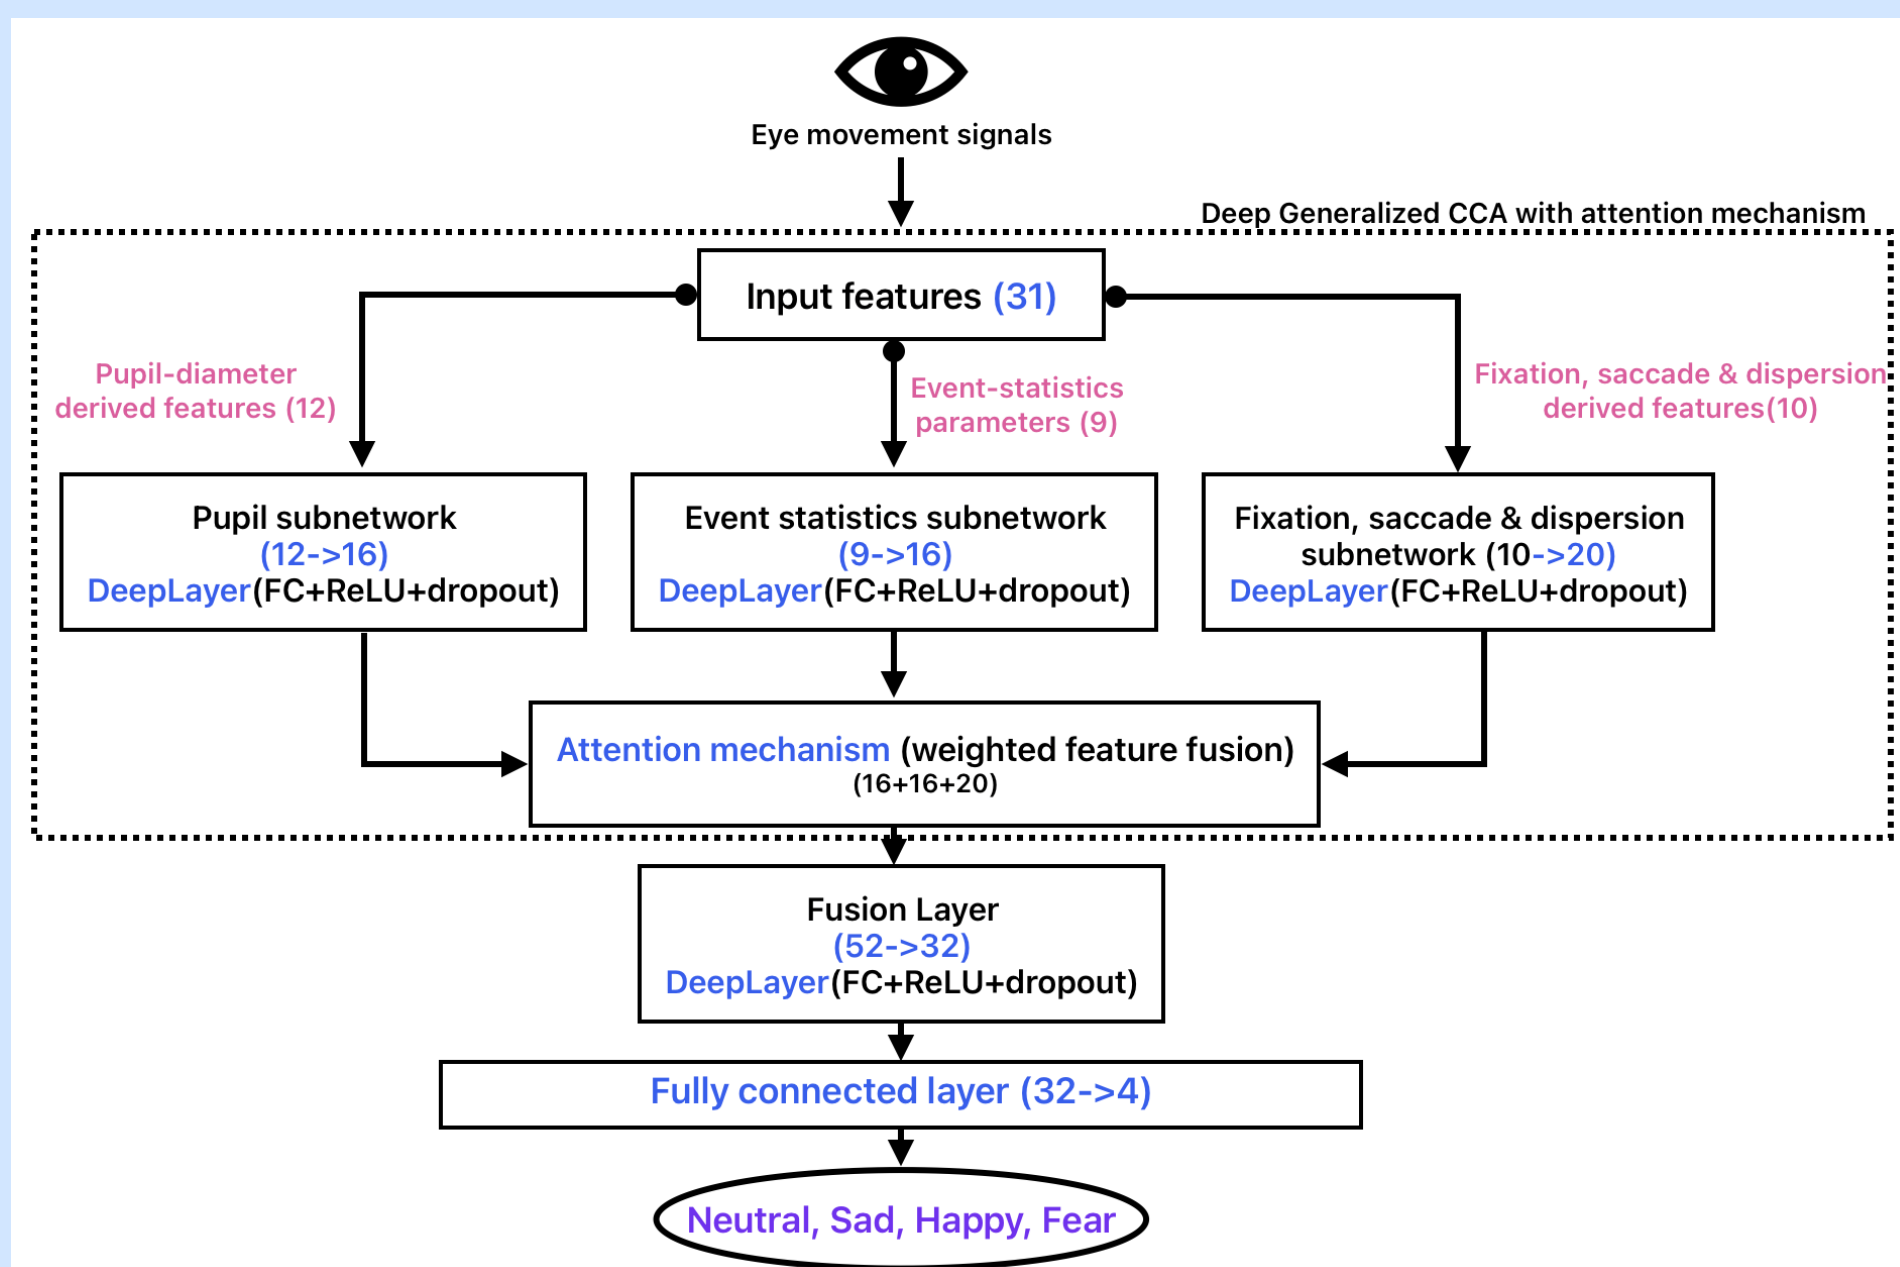 Eye movement signals
Deep Generalized CCA with attention mechanism
Input features (31)
Pupil-diameter
derived features (12)
Event-statistics
parameters (9)
Fixation, saccade & dispersion
derived features(10)
Pupil subnetwork
(12->16)
DeepLayer(FC+ReLU+dropout)
Event statistics subnetwork
(9->16)
DeepLayer(FC+ReLU+dropout)
Fixation, saccade & dispersion
subnetwork (10->20)
DeepLayer(FC+ReLU+dropout)
Attention mechanism (weighted feature fusion)
(16+16+20)
Fusion Layer
(52->32)
DeepLayer(FC+ReLU+dropout)
Fully connected layer (32->4)
Neutral, Sad, Happy, Fear